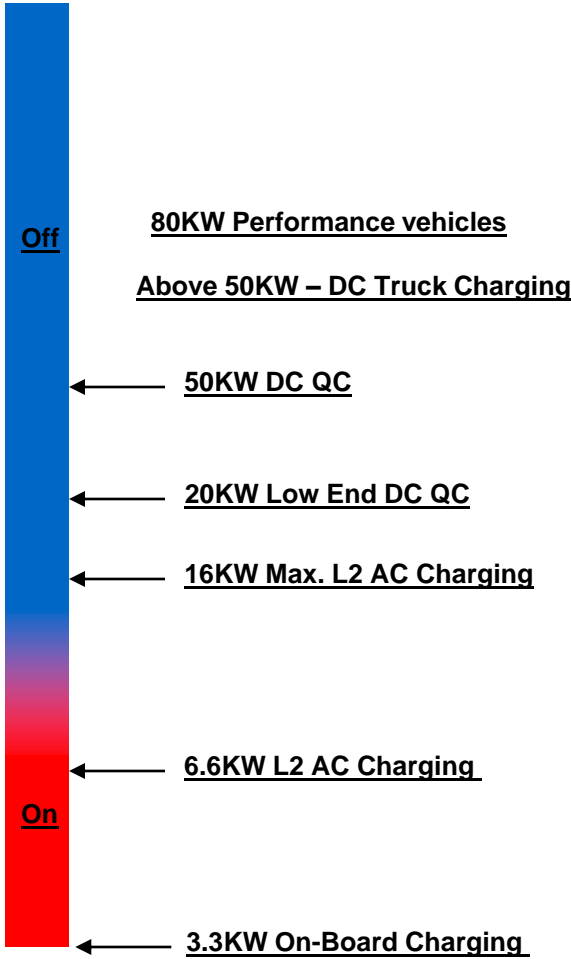 Off
80KW Performance vehicles
Above 50KW – DC Truck Charging
50KW DC QC
20KW Low End DC QC
16KW Max. L2 AC Charging
6.6KW L2 AC Charging
On
3.3KW On-Board Charging